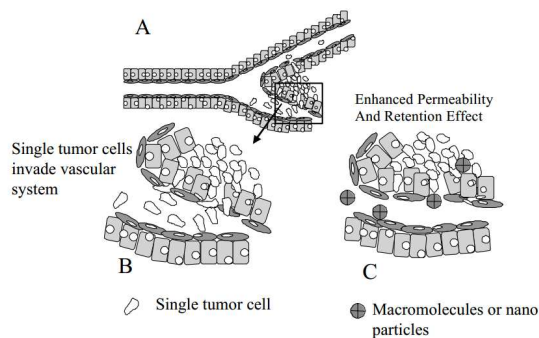 A
Enhanced Permeability
And Retention Effect
Single tumor cells
invade vascular
system
B
C
Single tumor cell
Macromolecules or nano
particles